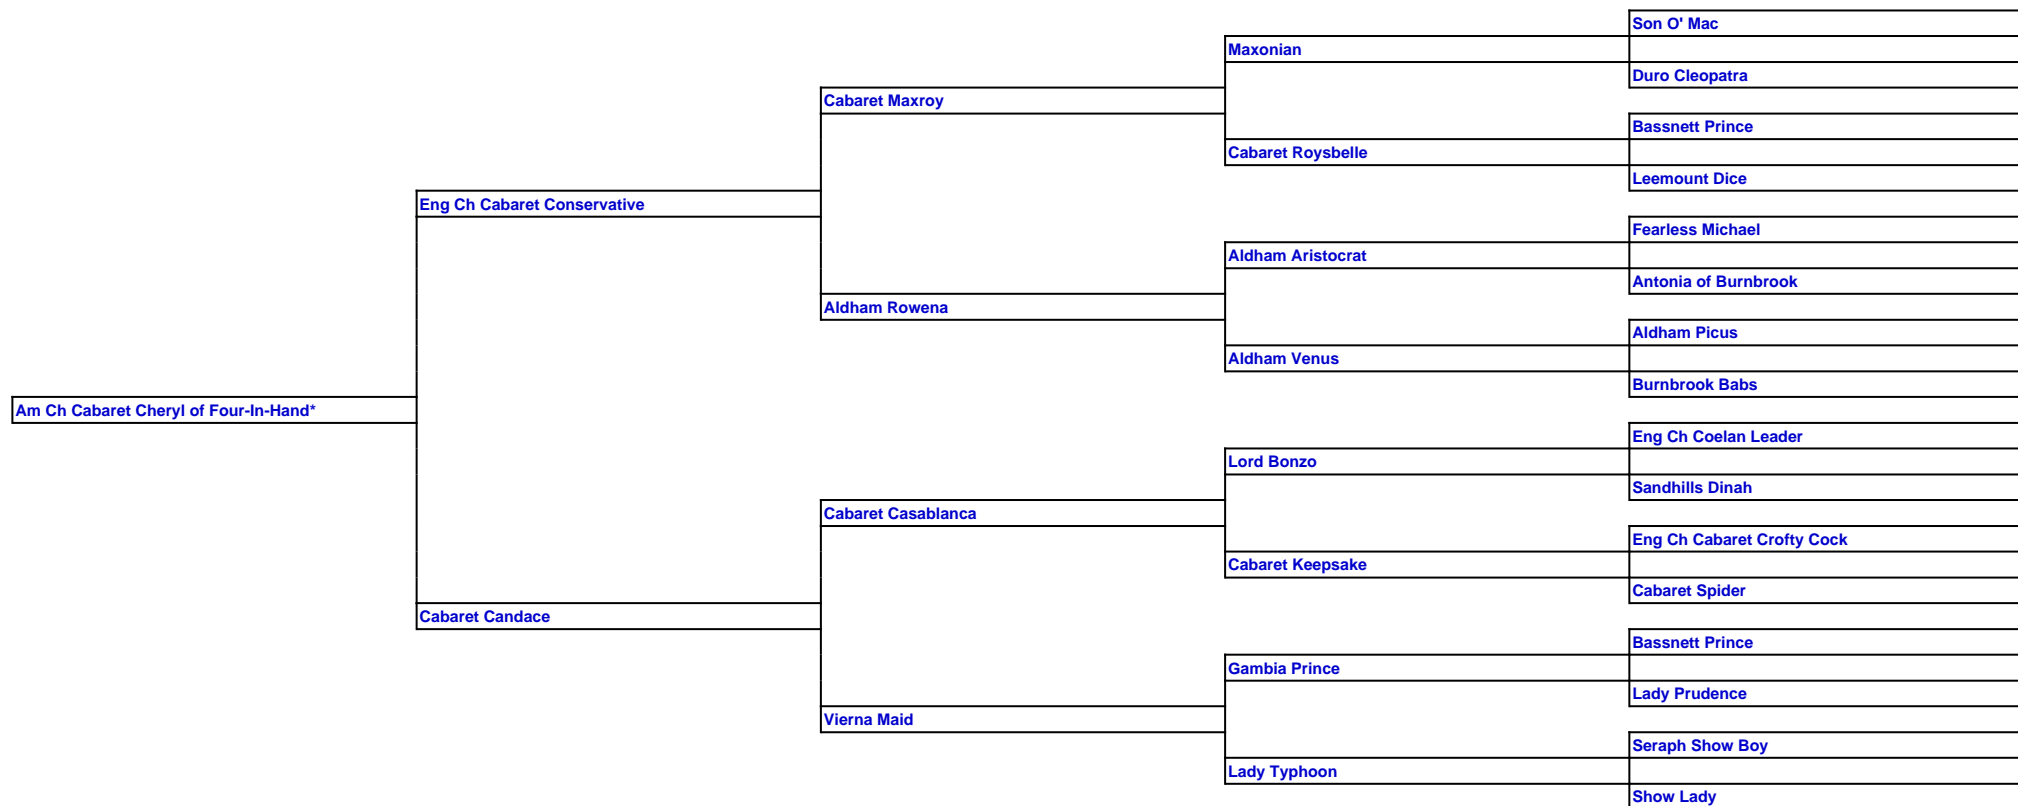 Son O' Mac
Maxonian
Duro Cleopatra
Cabaret Maxroy
Bassnett Prince
Cabaret Roysbelle
Leemount Dice
Eng Ch Cabaret Conservative
Fearless Michael
Aldham Aristocrat
Antonia of Burnbrook
Aldham Rowena
Aldham Picus
Aldham Venus
Burnbrook Babs
Am Ch Cabaret Cheryl of Four-In-Hand*
Eng Ch Coelan Leader
Lord Bonzo
Sandhills Dinah
Cabaret Casablanca
Eng Ch Cabaret Crofty Cock
Cabaret Keepsake
Cabaret Spider
Cabaret Candace
Bassnett Prince
Gambia Prince
Lady Prudence
Vierna Maid
Seraph Show Boy
Lady Typhoon
Show Lady